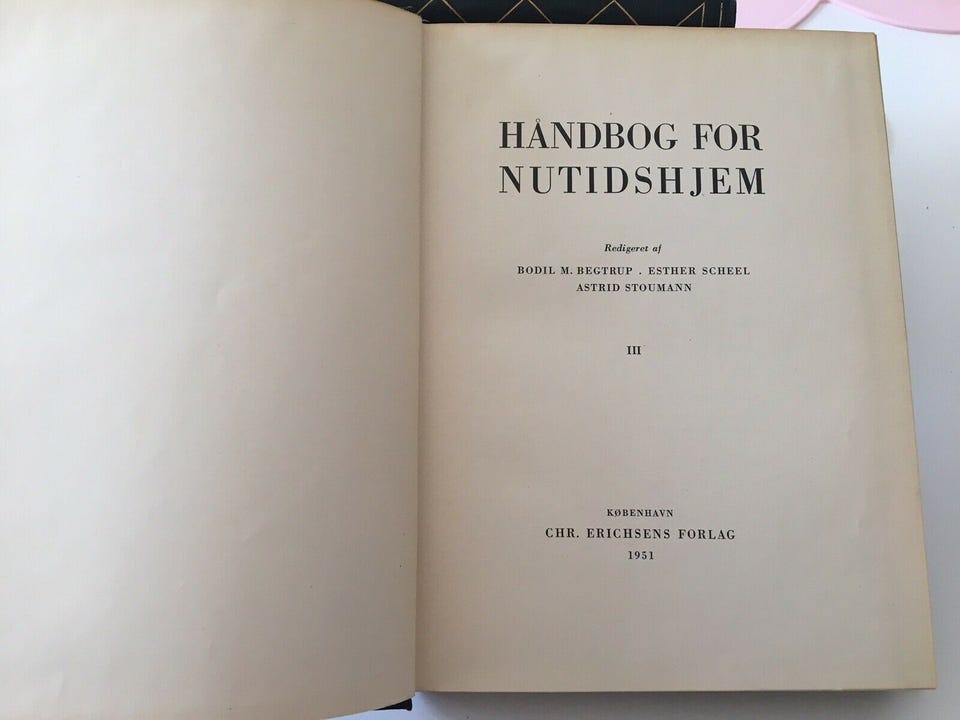 HÅNDBOG FOR
NUTIDSHJEM
Redigeret af
BODIL M. BEGTRUP . ESTHER SCHEEL
ASTRID STOUMANN
III
KØBENHAVN
CHR. ERICHSENS FORLAG
1951